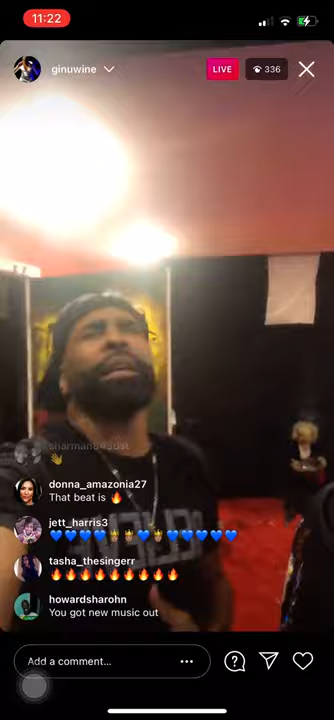 11:22
ginuwine
LIVE
336
donna_amazonia27
That beat is 🔥
jett_harris3
💙💙💙💙🤴🤴💙🤴💙💙💙💙💙
tasha_thesingerr
🔥🔥🔥🔥🔥🔥🔥🔥🔥
howardsharohn
You got new music out
Add a comment...